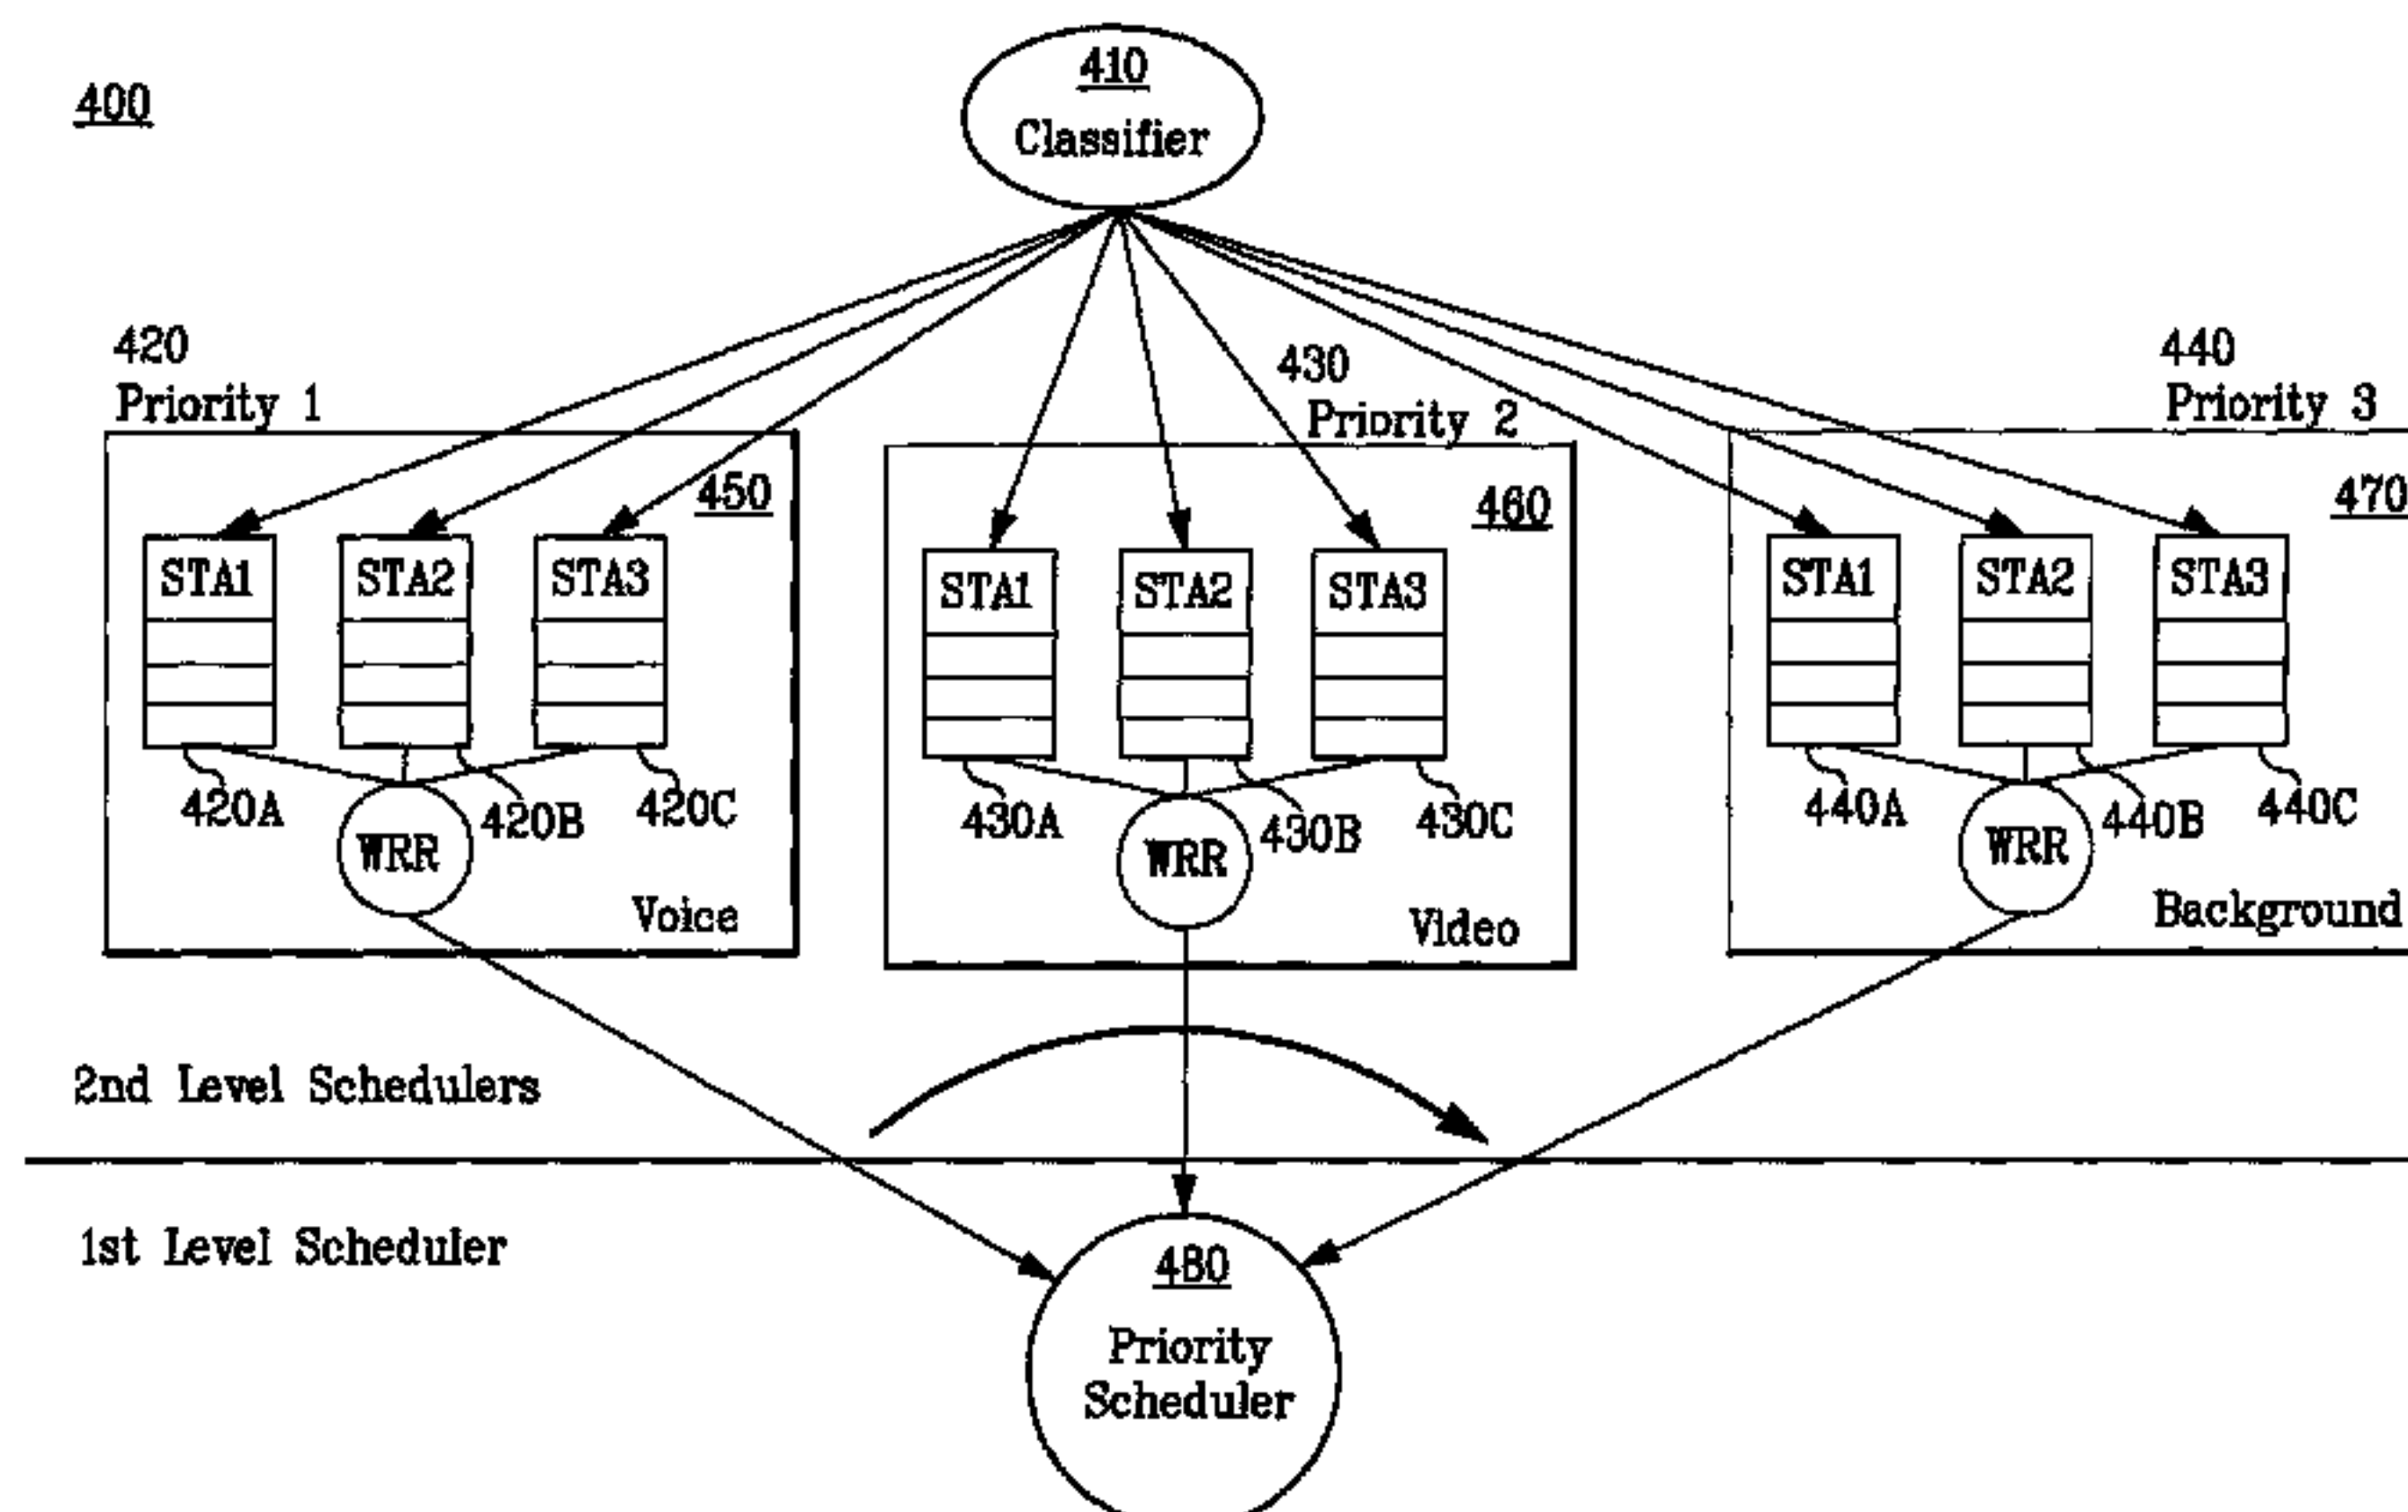 400
410
Classifier
420
Priority 1
430
Priority 2
440
Priority 3
450
STA1 STA2 STA3
420A 420B 420C
WRR
Voice
460
STA1 STA2 STA3
430A 430B 430C
WRR
Video
470
STA1 STA2 STA3
440A 440B 440C
WRR
Background
2nd Level Schedulers
1st Level Scheduler
480
Priority
Scheduler